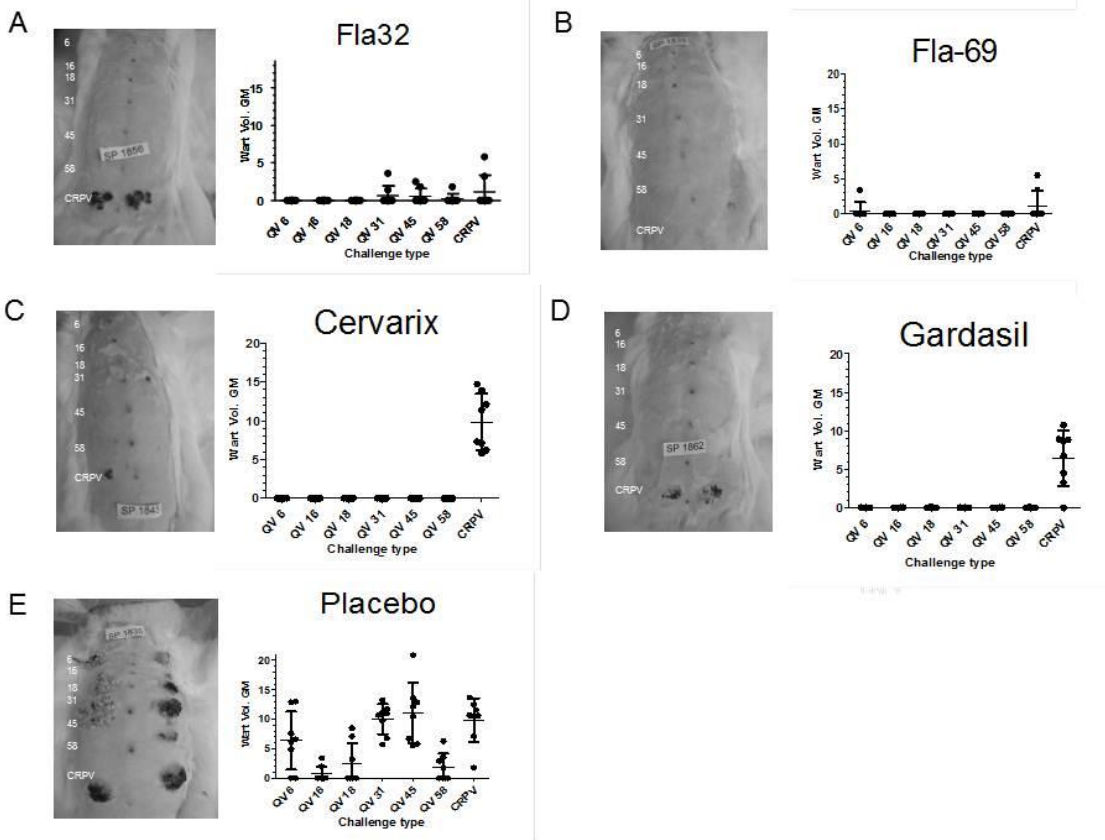 A
Fla32
6
16
18
31
45
58
CRPV
SP 1856
Wart Vol. GM
15
10
5
0
QV 6
QV 16
QV 18
QV 31
QV 45
QV 58
CRPV
Challenge type
B
Fla-69
6
16
18
31
45
58
CRPV
Wart Vol. GM
20
15
10
5
0
QV 6
QV 16
QV 18
QV 31
QV 45
QV 58
CRPV
Challenge type
C
Cervarix
6
16
18
31
45
58
CRPV
Wart Vol. GM
20
15
10
5
0
QV 6
QV 16
QV 18
QV 31
QV 45
QV 58
CRPV
Challenge type
D
Gardasil
6
16
18
31
45
58
CRPV
SP 1862
Wart Vol. GM
20
15
10
5
0
QV 6
QV 16
QV 18
QV 31
QV 45
QV 58
CRPV
Challenge type
E
Placebo
6
16
18
31
45
58
CRPV
Wart Vol. GM
20
15
10
5
0
QV 6
QV 16
QV 18
QV 31
QV 45
QV 58
CRPV
Challenge type